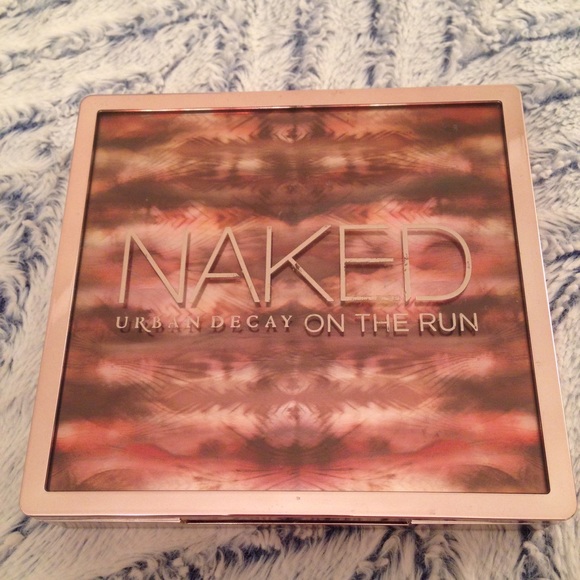 NAKED
URBAN DECAY ON THE RUN